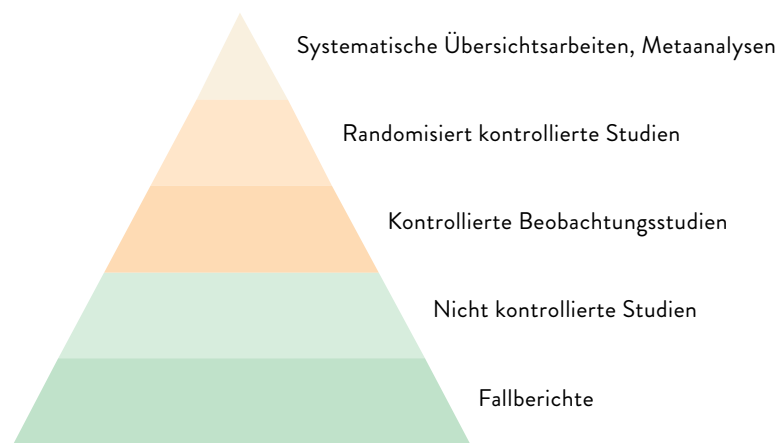 Systematische Übersichtsarbeiten, Metaanalysen
Randomisiert kontrollierte Studien
Kontrollierte Beobachtungsstudien
Nicht kontrollierte Studien
Fallberichte